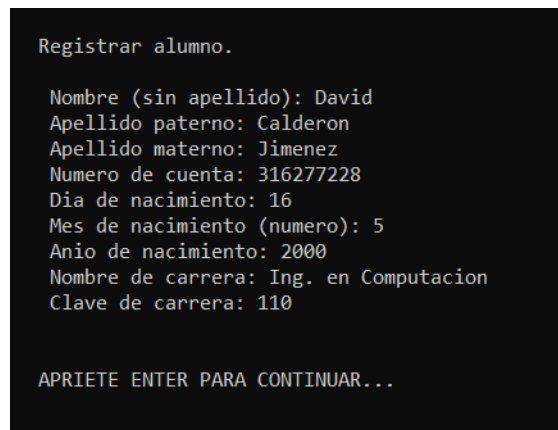 Registrar alumno.
Nombre (sin apellido): David
Apellido paterno: Calderon
Apellido materno: Jimenez
Numero de cuenta: 316277228
Dia de nacimiento: 16
Mes de nacimiento (numero): 5
Anio de nacimiento: 2000
Nombre de carrera: Ing. en Computacion
Clave de carrera: 110
APRIETE ENTER PARA CONTINUAR...